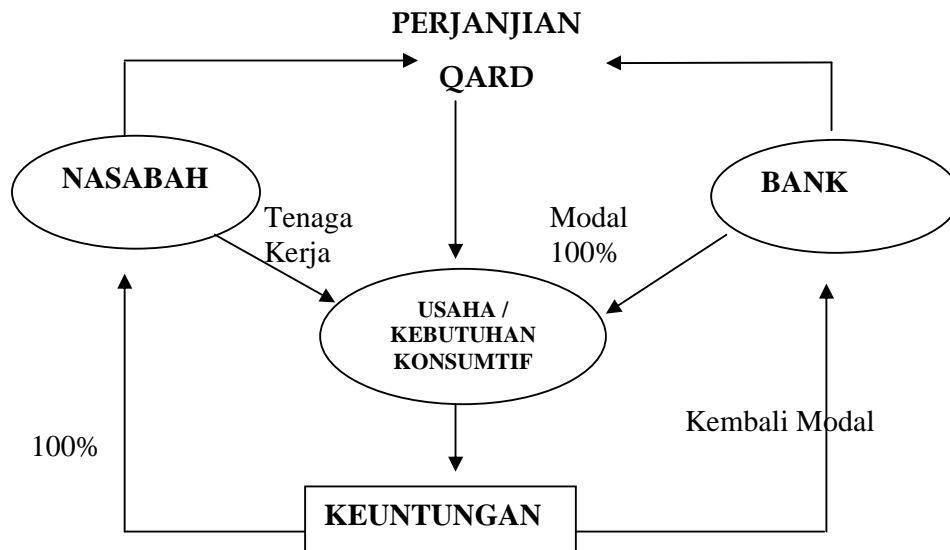 PERJANJIAN
QARD
NASABAH
BANK
Tenaga
Kerja
Modal
100%
USAHA /
KEBUTUHAN
KONSUMTIF
100%
Kembali Modal
KEUNTUNGAN